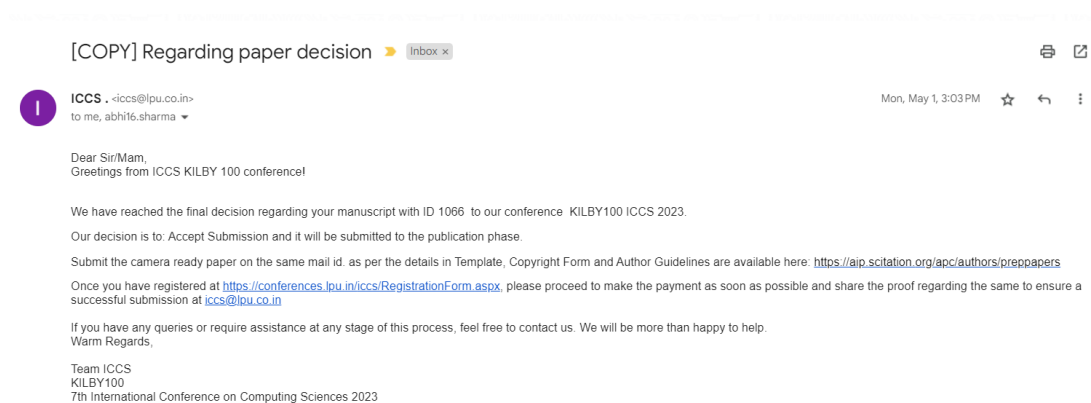 [COPY] Regarding paper decision Inbox ×
I
ICCS . <iccs@lpu.co.in> Mon, May 1, 3:03 PM
to me, abhi16.sharma
Dear Sir/Mam,
Greetings from ICCS KILBY 100 conference!
We have reached the final decision regarding your manuscript with ID 1066 to our conference KILBY100 ICCS 2023.
Our decision is to: Accept Submission and it will be submitted to the publication phase.
Submit the camera ready paper on the same mail id. as per the details in Template, Copyright Form and Author Guidelines are available here: https://aip.scitation.org/apc/authors/preppapers
Once you have registered at https://conferences.lpu.in/iccs/RegistrationForm.aspx, please proceed to make the payment as soon as possible and share the proof regarding the same to ensure a
successful submission at iccs@lpu.co.in
If you have any queries or require assistance at any stage of this process, feel free to contact us. We will be more than happy to help.
Warm Regards,
Team ICCS
KILBY100
7th International Conference on Computing Sciences 2023